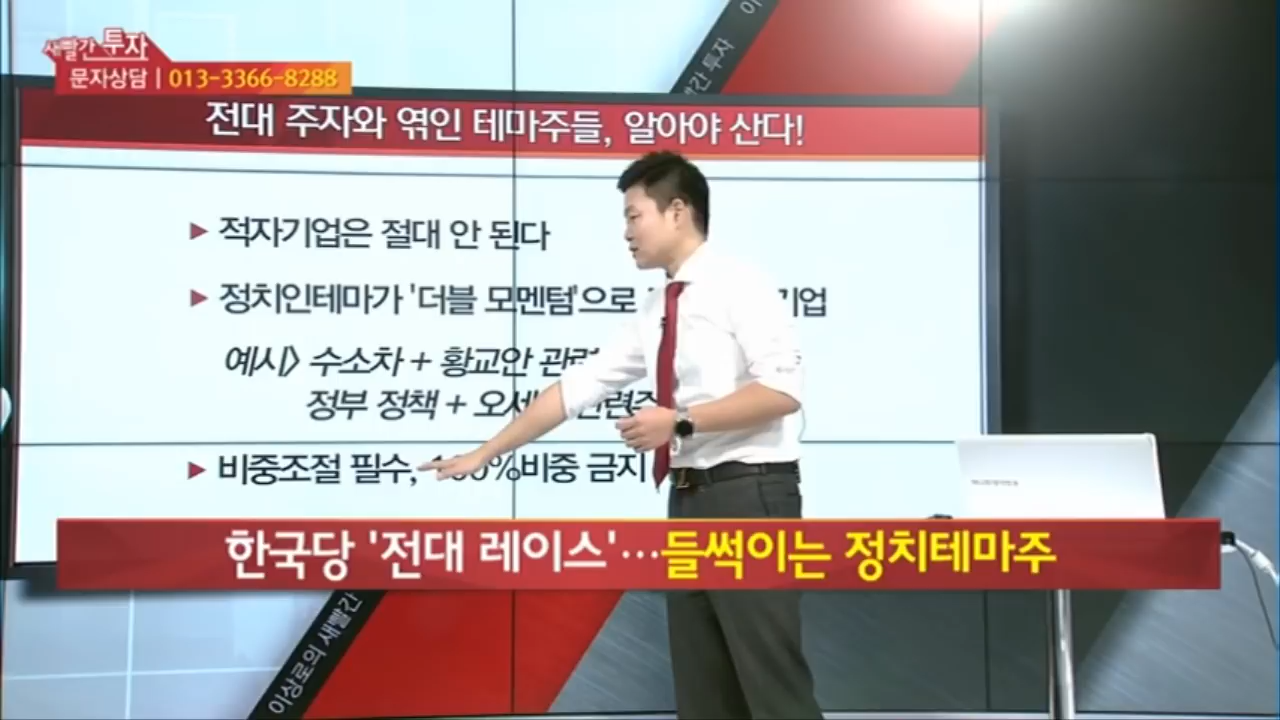 새빨간 투자
문자상담 | 013-3366-8288
전대 주자와 엮인 테마주들, 알아야 산다!
▶ 적자기업은 절대 안 된다
▶ 정치인테마가 '더블 모멘텀'으로 기업
예시> 수소차 + 황교안
정부 정책 +
▶ 비중조절 필수, 100%비중 금지
한국당 '전대 레이스'…들썩이는 정치테마주
빨간 투자
이상로의 새빨간